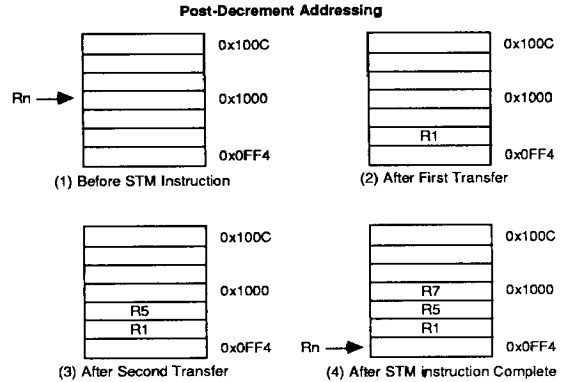 Post-Decrement Addressing
0x100C
Rn
0x1000
0x0FF4
(1) Before STM Instruction
0x100C
0x1000
R1
0x0FF4
(2) After First Transfer
0x100C
0x1000
R5
R1
0x0FF4
(3) After Second Transfer
0x100C
R7
0x1000
R5
R1
Rn
0x0FF4
(4) After STM Instruction Complete